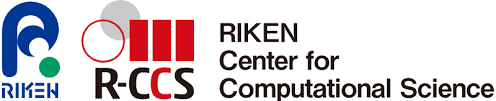 RIKEN
R-CCS
RIKEN
Center for
Computational Science